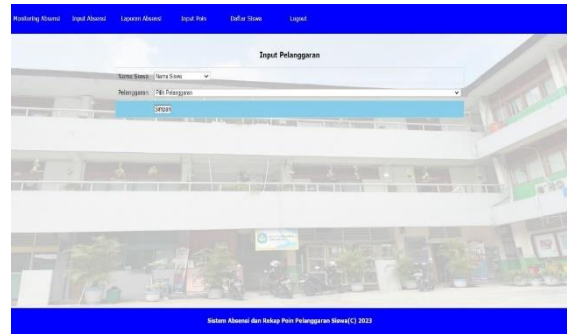 Monitoring Absensi Input Absensi Laporan Absensi Input Poin Daftar Siswa Logout
Input Pelanggaran
Nama Siswa Nama Siswa
Pelanggaran Pilih Pelanggaran
simpan
Sistem Absensi dan Rekap Poin Pelanggaran Siswa(C) 2023